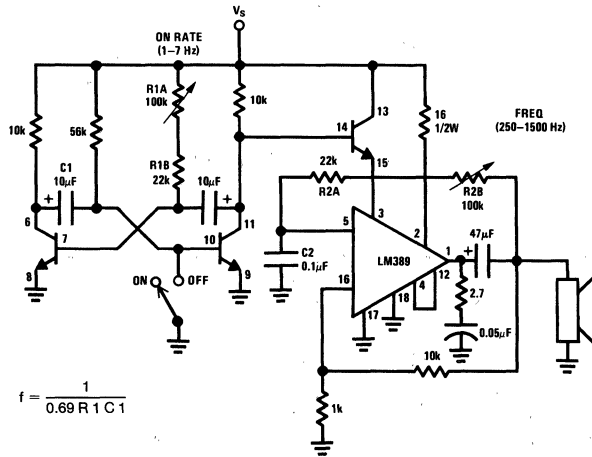 VS
ON RATE
(1–7 Hz)
R1A
100k
10k
13
16
1/2W
FREQ
(250–1500 Hz)
10k
56k
14
15
R1B
22k
22k
R2A
R2B
100k
C1
10µF
+
10µF
+
6
11
7
10
8
9
5
3
2
1
+
47µF
C2
0.1µF
LM389
12
4
16
18
17
2.7
0.05µF
ON
OFF
10k
1k
f = 1 / 0.69 R 1 C 1